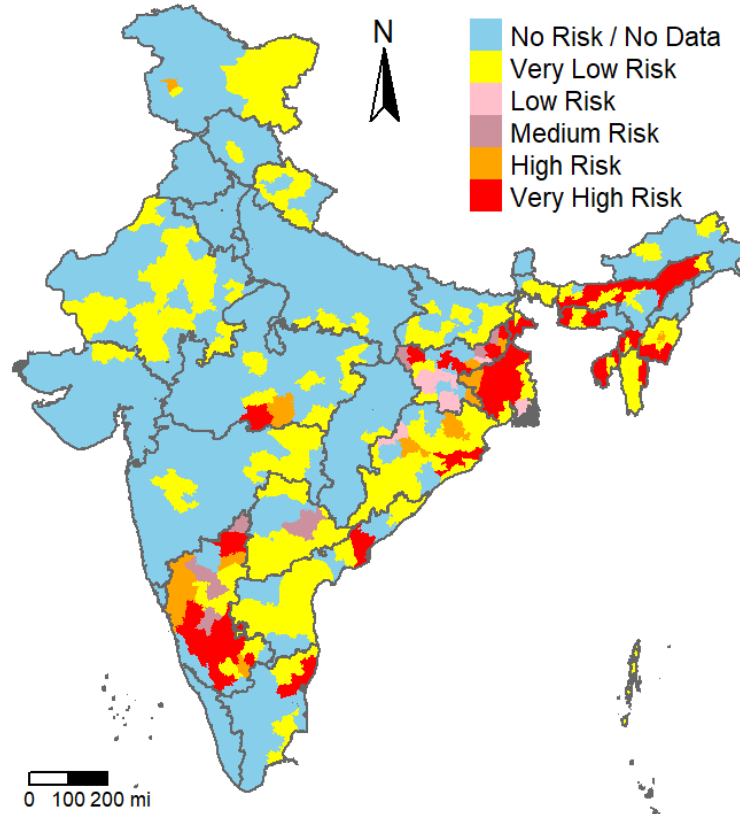 N
No Risk / No Data
Very Low Risk
Low Risk
Medium Risk
High Risk
Very High Risk
0 100 200 mi